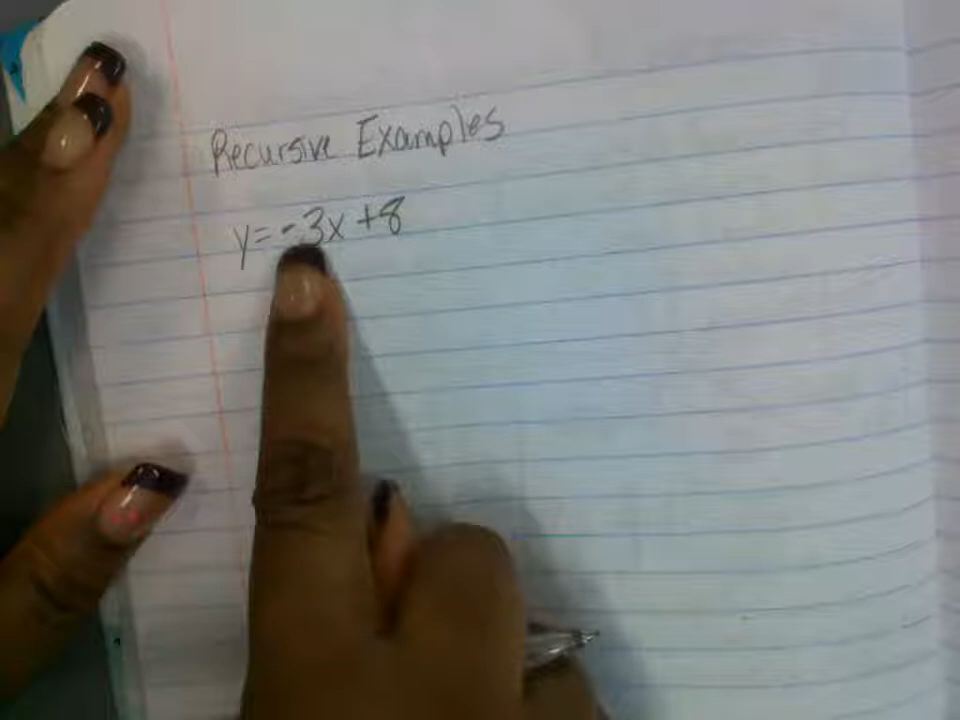 Recursive Examples
y = -3x + 8